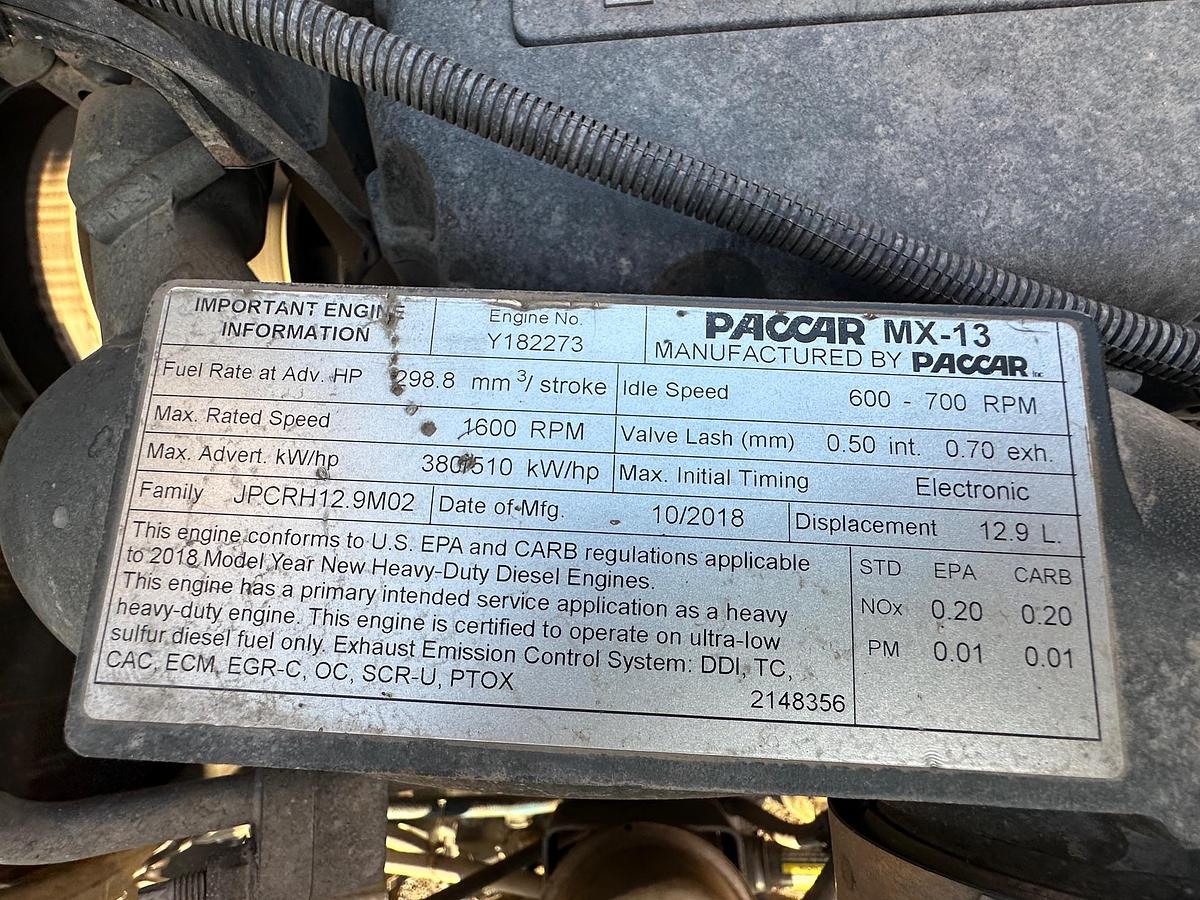 IMPORTANT ENGINE
INFORMATION
Engine No.
Y182273
PACCAR MX-13
MANUFACTURED BY PACCAR Inc
Fuel Rate at Adv. HP 298.8 mm3/ stroke
Idle Speed 600 - 700 RPM
Max. Rated Speed 1600 RPM
Valve Lash (mm) 0.50 int. 0.70 exh.
Max. Advert. kW/hp 380/510 kW/hp
Max. Initial Timing Electronic
Family JPCRH12.9M02
Date of Mfg. 10/2018
Displacement 12.9 L.
This engine conforms to U.S. EPA and CARB regulations applicable
to 2018 Model Year New Heavy-Duty Diesel Engines.
This engine has a primary intended service application as a heavy
heavy-duty engine. This engine is certified to operate on ultra-low
sulfur diesel fuel only. Exhaust Emission Control System: DDI, TC,
CAC, ECM, EGR-C, OC, SCR-U, PTOX
2148356
STD EPA CARB
NOx 0.20 0.20
PM 0.01 0.01